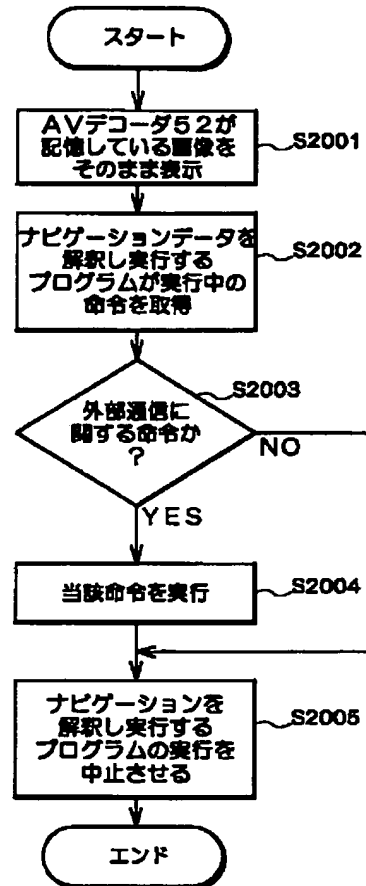 スタート
AVデコーダ52が
記憶している画像を
そのまま表示
S2001
ナビゲーションデータを
解釈し実行する
プログラムが実行中の
命令を取得
S2002
外部通信に
関する命令か
?
S2003
NO
YES
当該命令を実行
S2004
ナビゲーションを
解釈し実行する
プログラムの実行を
中止させる
S2005
エンド